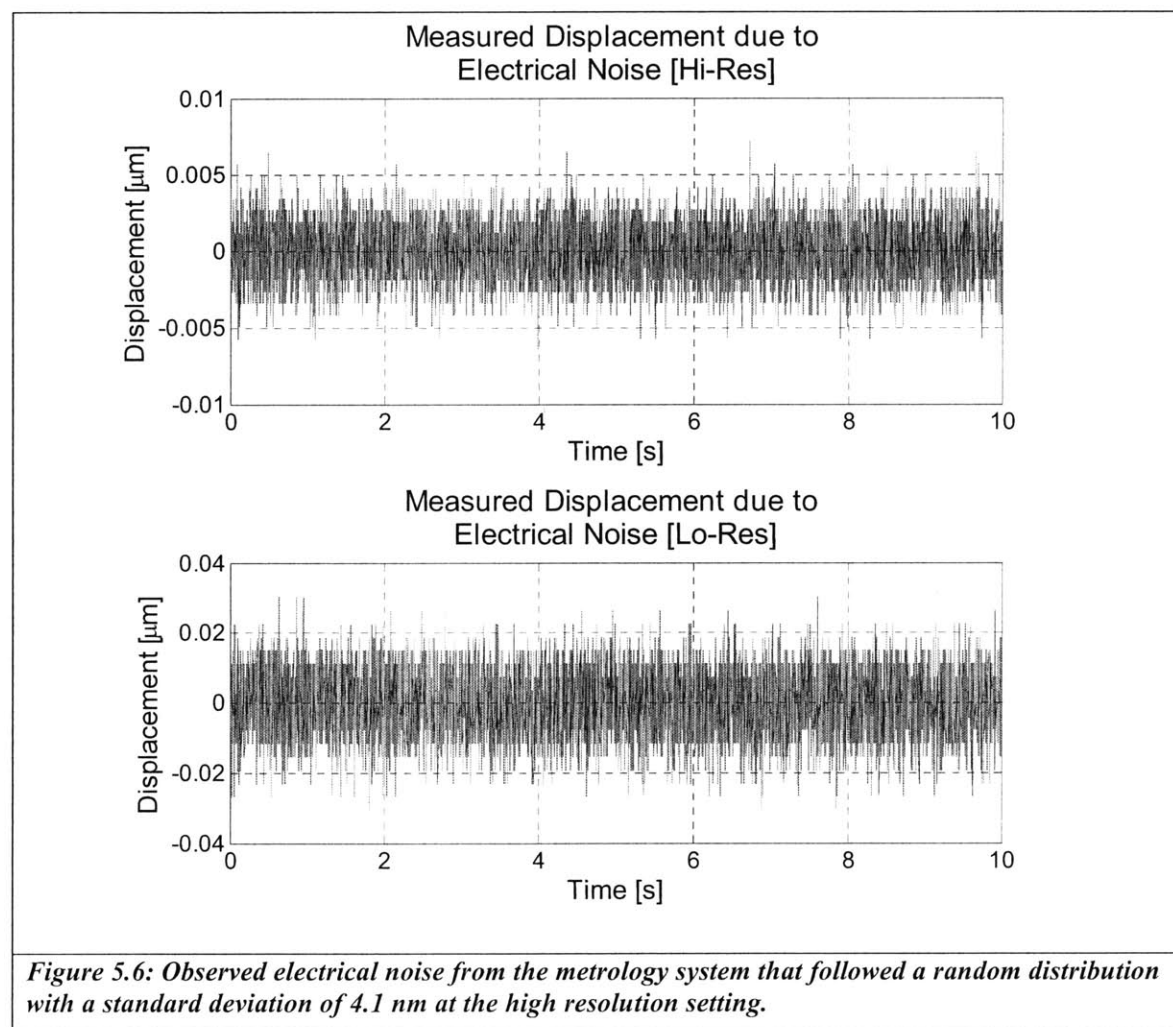 Measured Displacement due to
Electrical Noise [Hi-Res]
0.01
0.005
0
-0.005
-0.01
Displacement [µm]
0 2 4 6 8 10
Time [s]
Measured Displacement due to
Electrical Noise [Lo-Res]
0.04
0.02
0
-0.02
-0.04
Displacement [µm]
0 2 4 6 8 10
Time [s]
Figure 5.6: Observed electrical noise from the metrology system that followed a random distribution
with a standard deviation of 4.1 nm at the high resolution setting.